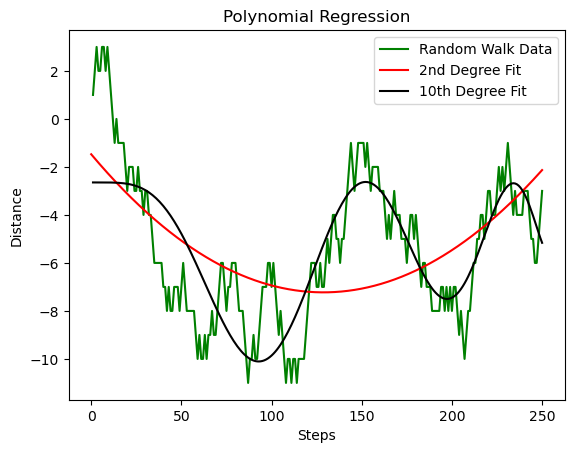 Polynomial Regression
Random Walk Data
2nd Degree Fit
10th Degree Fit
Distance
2
0
−2
−4
−6
−8
−10
0 50 100 150 200 250
Steps